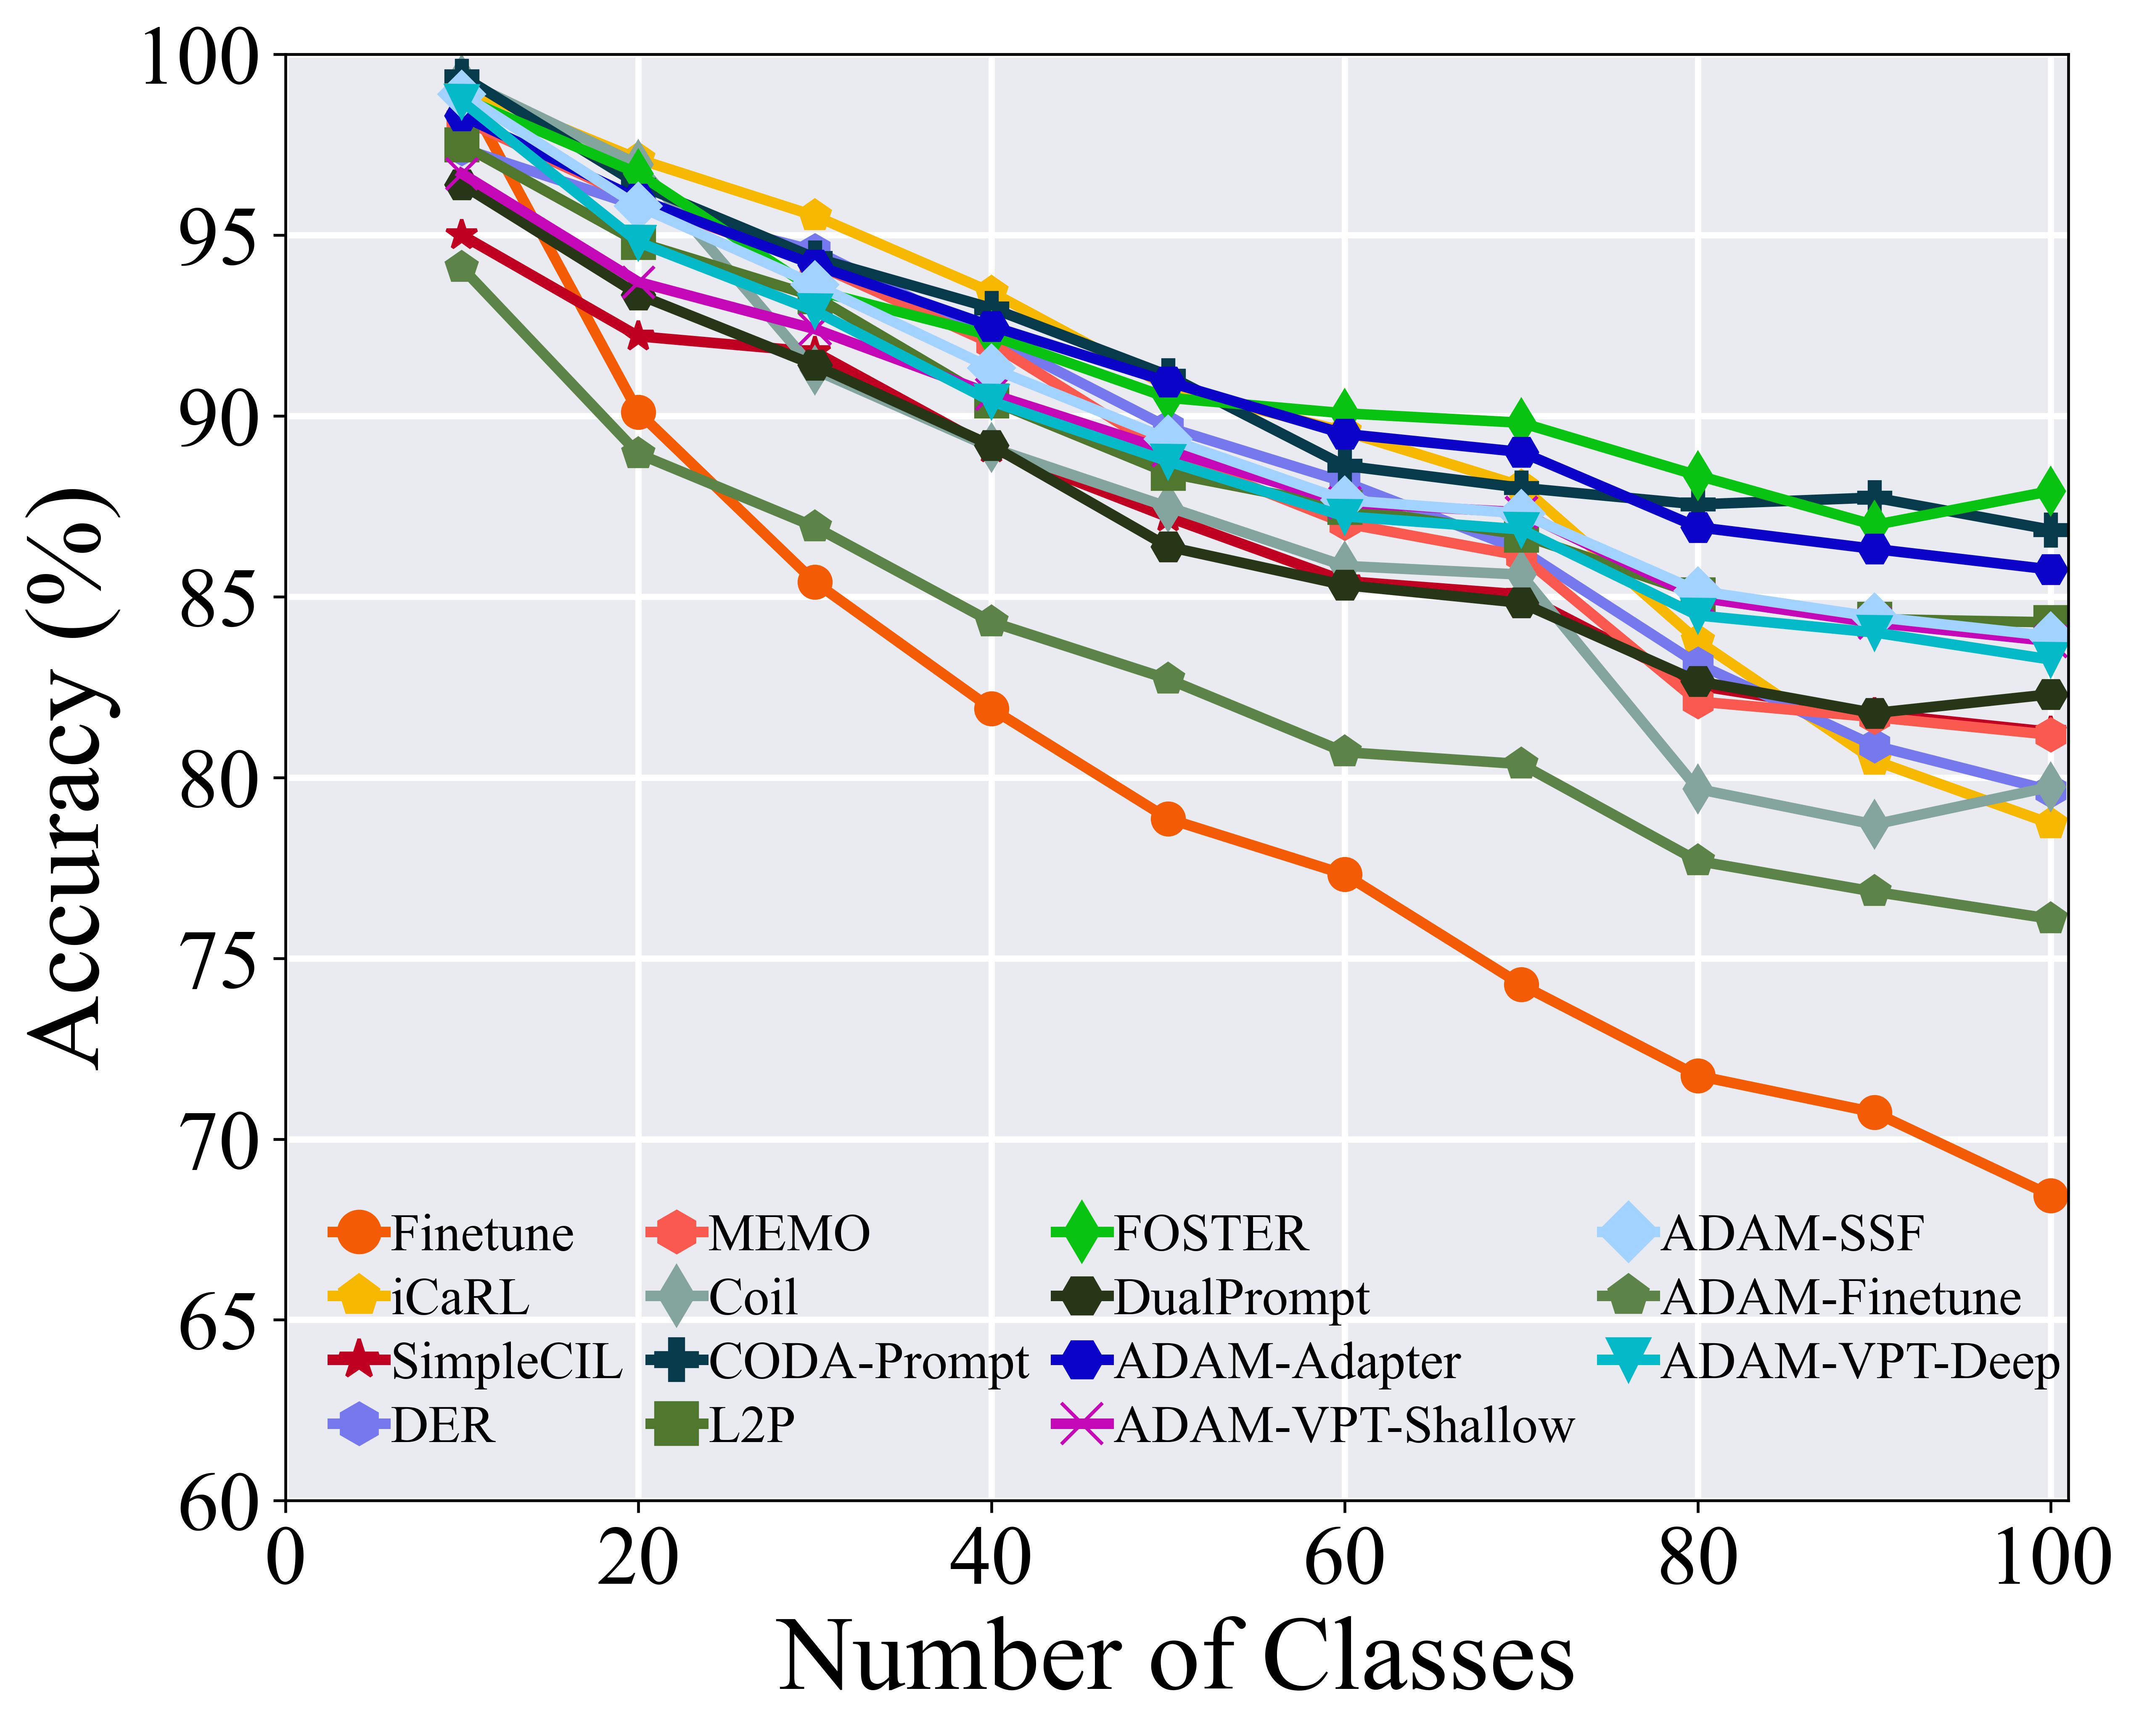 100
95
90
85
80
75
70
65
60
Accuracy (%)
Finetune MEMO FOSTER ADAM-SSF
iCaRL Coil DualPrompt ADAM-Finetune
SimpleCIL CODA-Prompt ADAM-Adapter ADAM-VPT-Deep
DER L2P ADAM-VPT-Shallow
0 20 40 60 80 100
Number of Classes